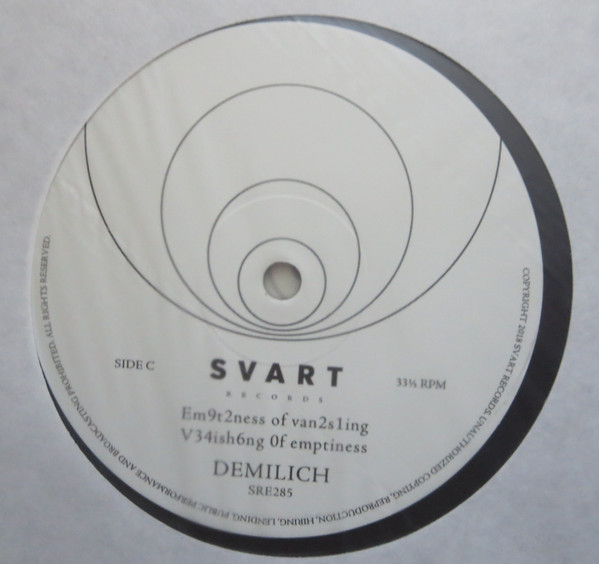 SIDE C
SVART
RECORDS
33⅓ RPM
Em9t2ness of van2s1ing
V34ish6ng 0f emptiness
DEMILICH
SRE285
COPYRIGHT 2018 SVART RECORDS. UNAUTHORIZED COPYING, REPRODUCTION, HIRING, LENDING, PUBLIC PERFORMANCE AND BROADCASTING PROHIBITED. ALL RIGHTS RESERVED.